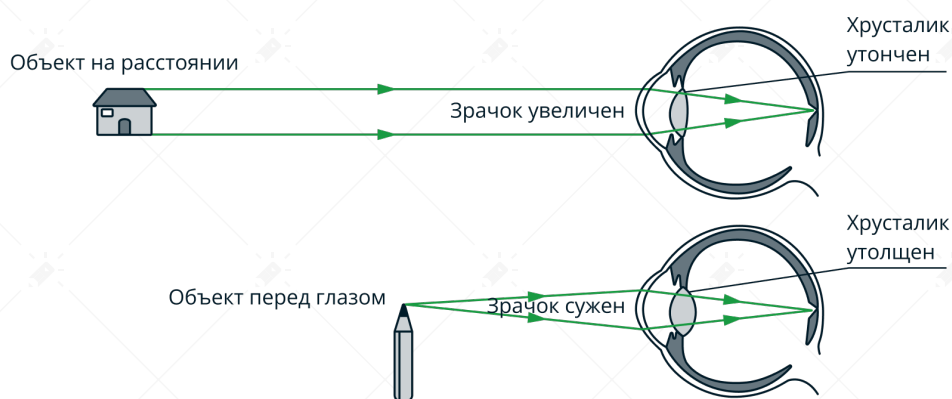 Хрусталик
утончен
Объект на расстоянии
Зрачок увеличен
Хрусталик
утолщен
Объект перед глазом
Зрачок сужен